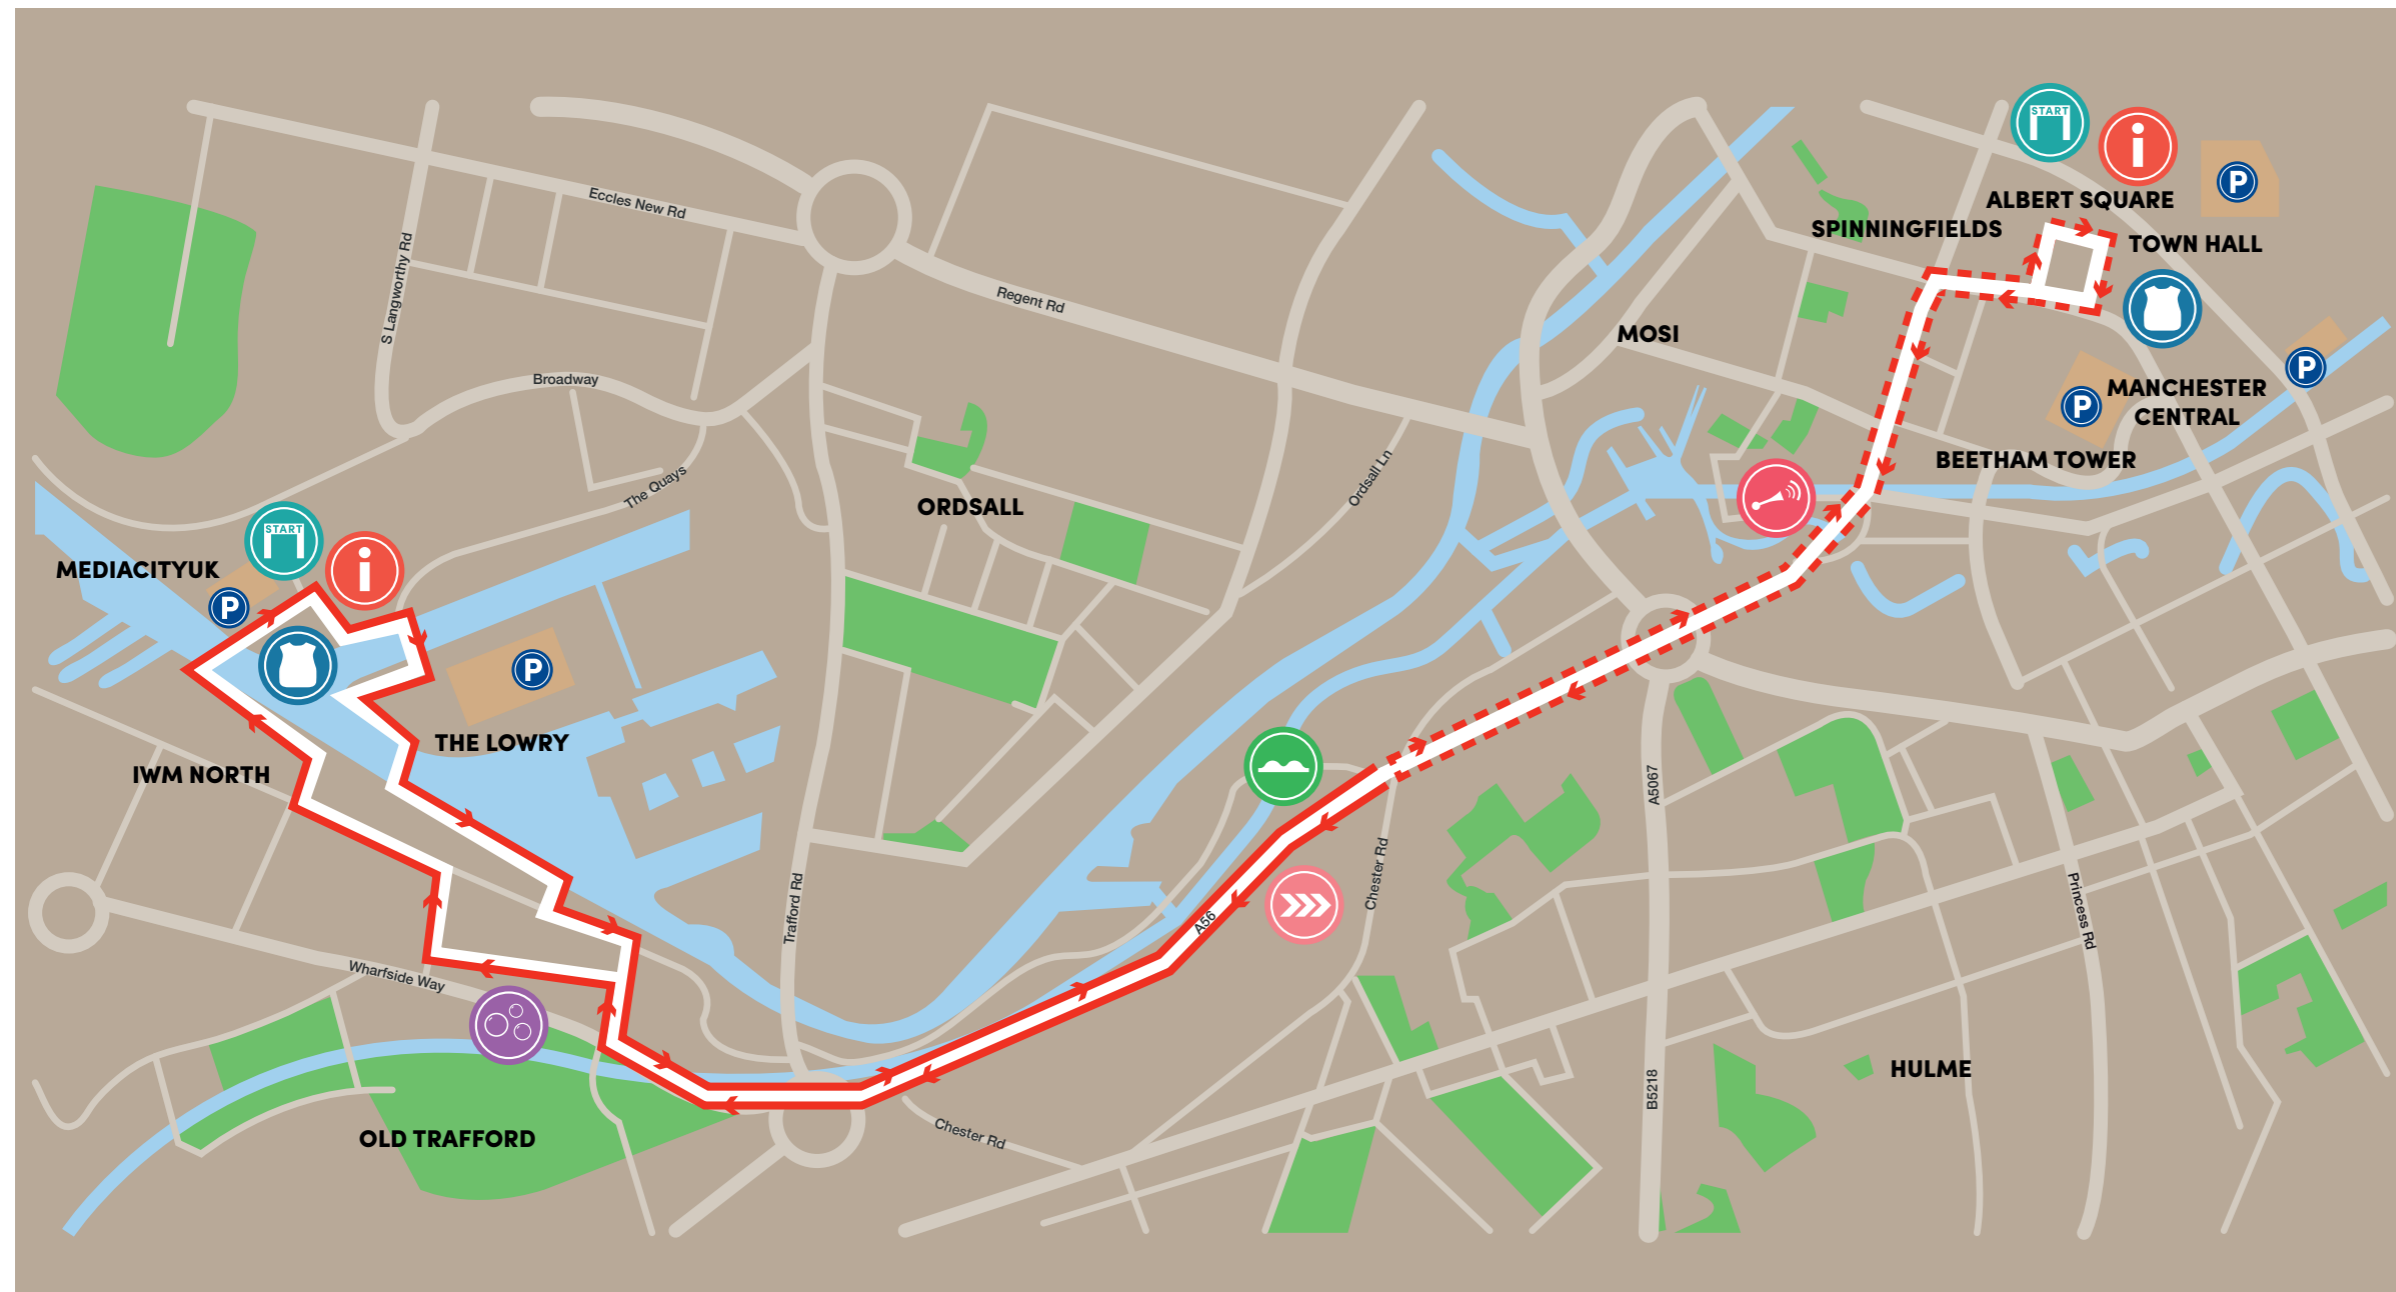 START
ALBERT SQUARE
P
SPINNINGFIELDS
TOWN HALL
Eccles New Rd
S Langworthy Rd
Regent Rd
MOSI
P
MANCHESTER
CENTRAL
P
Broadway
BEETHAM TOWER
The Quays
Ordsall Ln
ORDSALL
START
MEDIACITYUK
P
P
THE LOWRY
IWM NORTH
A5067
Chester Rd
Trafford Rd
A56
Princess Rd
Wharfside Way
HULME
B5218
OLD TRAFFORD
Chester Rd